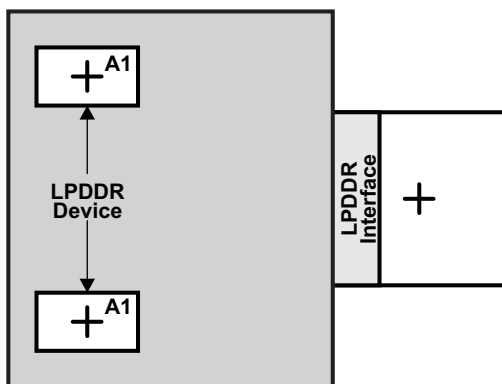 A1
LPDDR
Device
LPDDR
Interface
A1